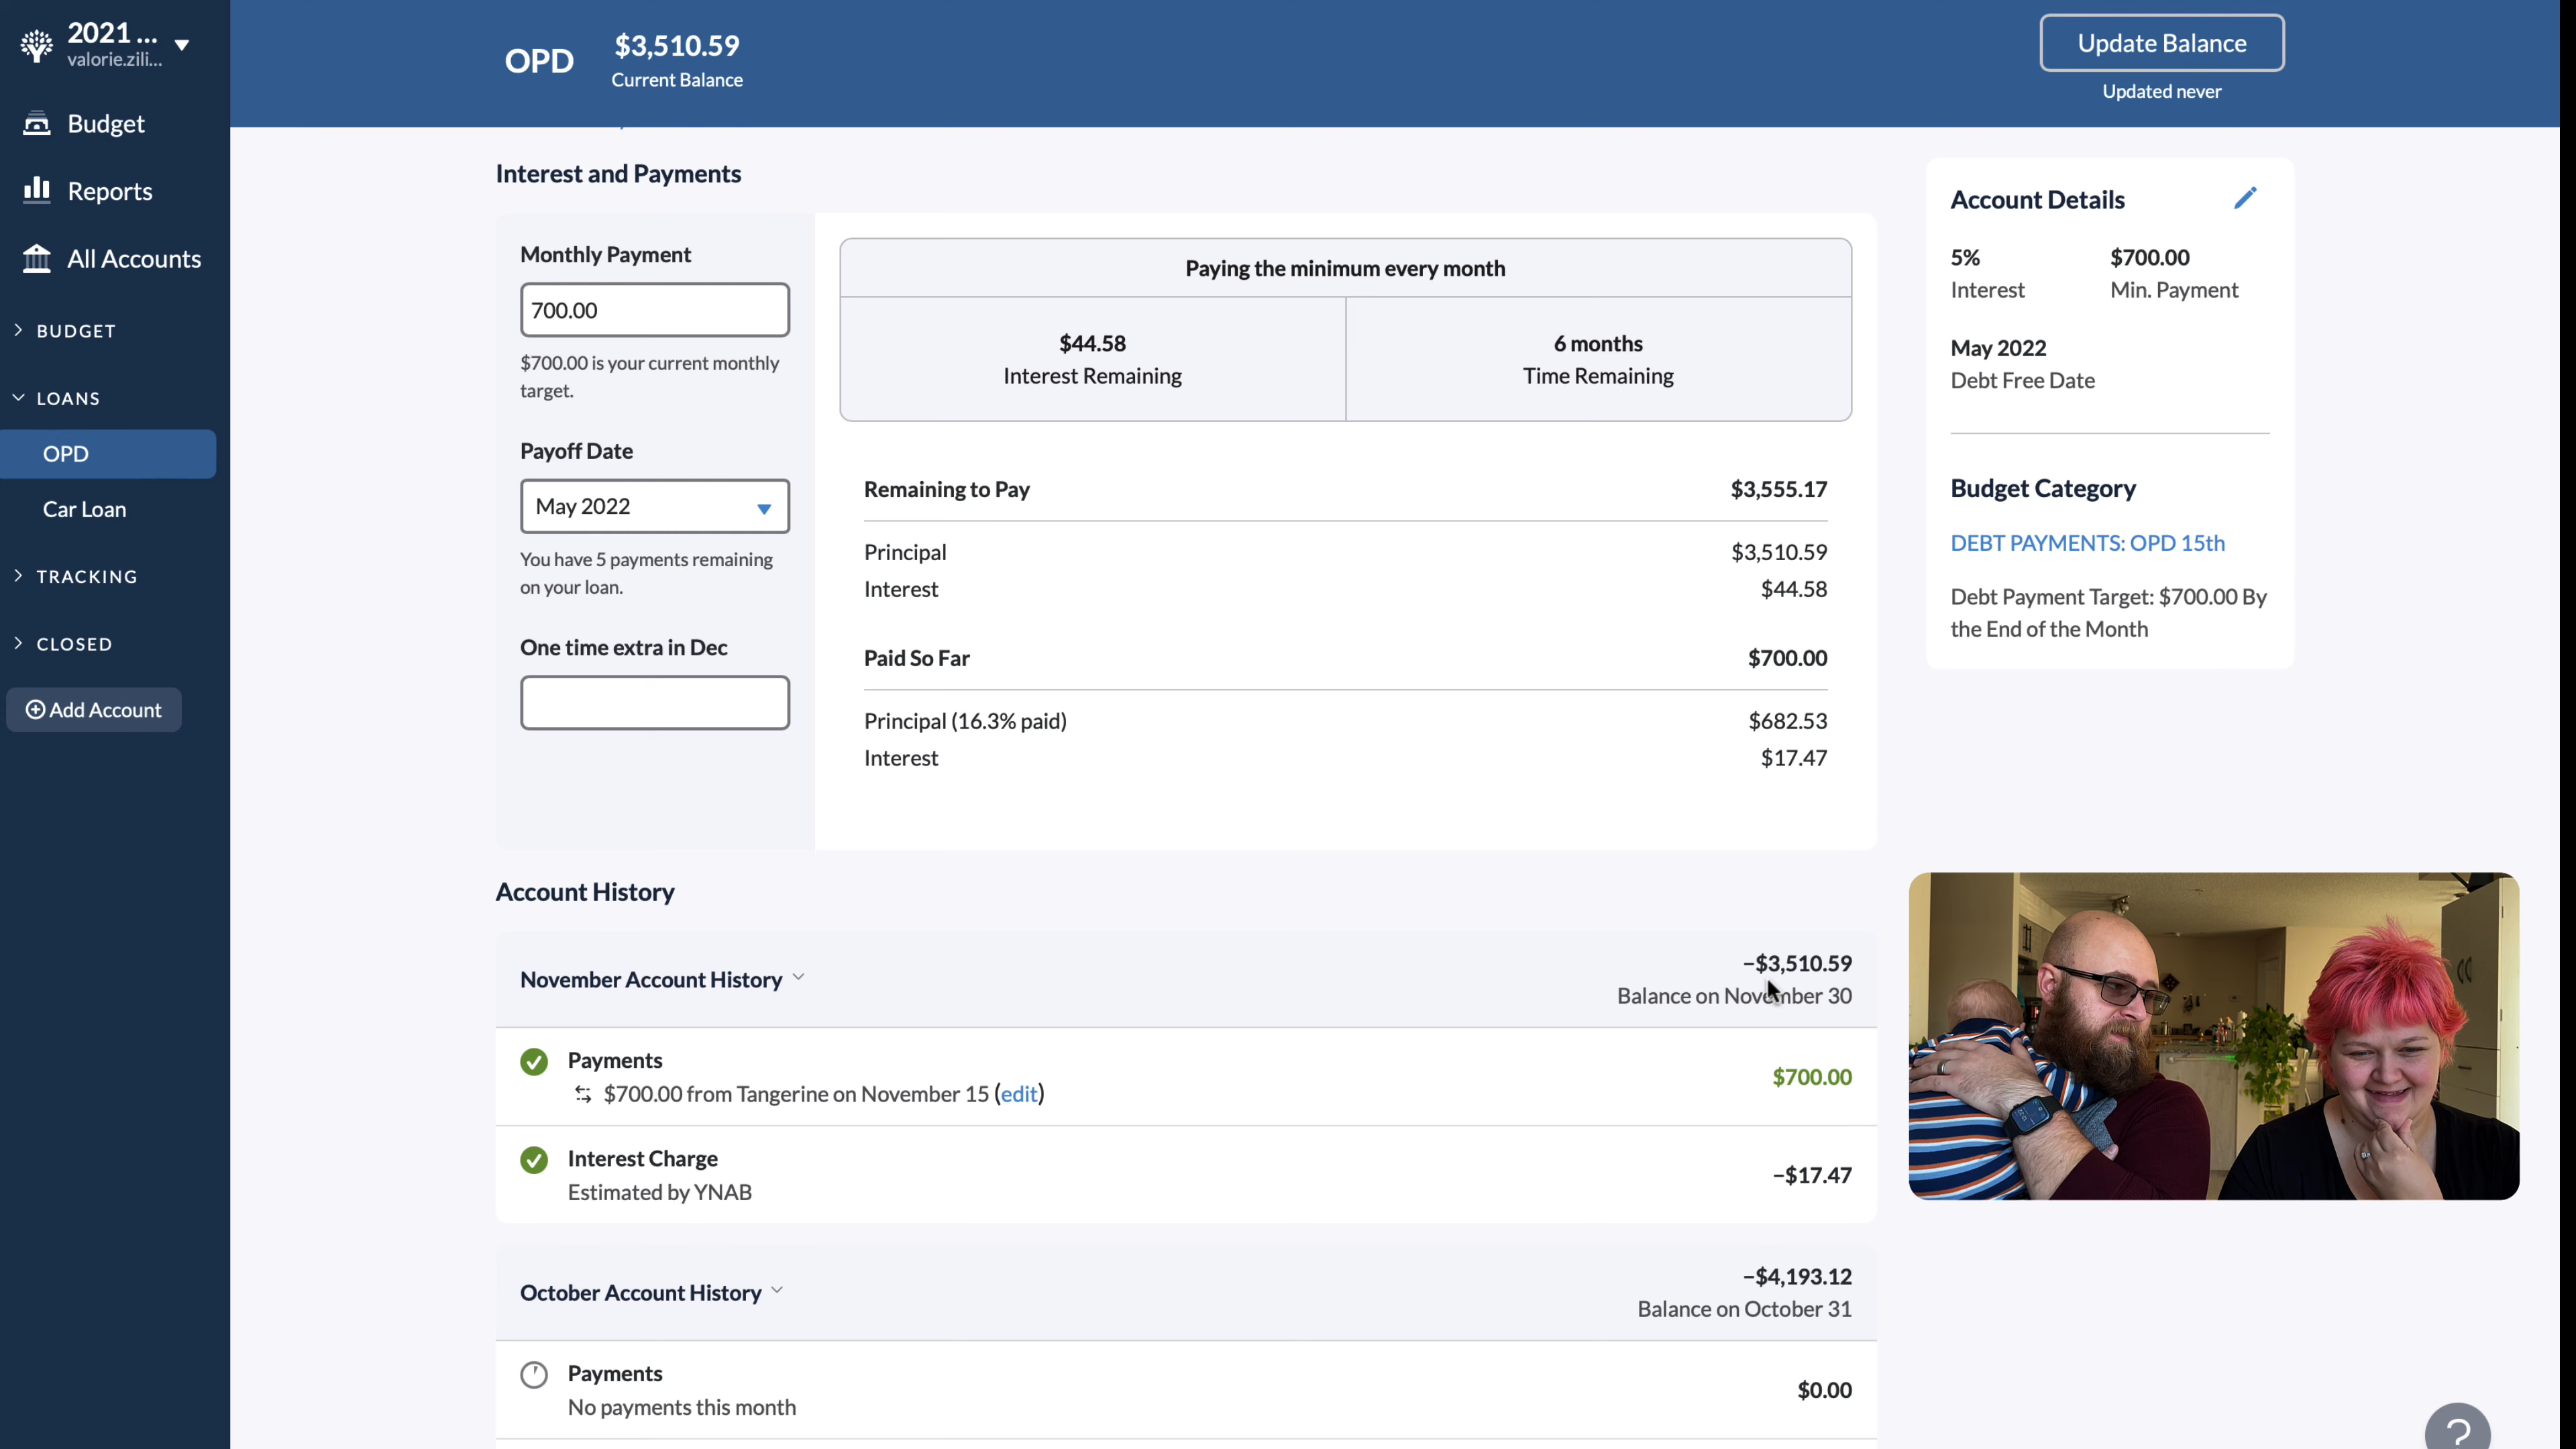 2021 ...
valorie.zili...
Budget
Reports
All Accounts
BUDGET
LOANS
OPD
Car Loan
TRACKING
CLOSED
Add Account
OPD
$3,510.59
Current Balance
Update Balance
Updated never
Interest and Payments
Monthly Payment
700.00
$700.00 is your current monthly
target.
Payoff Date
May 2022
You have 5 payments remaining
on your loan.
One time extra in Dec
Paying the minimum every month
$44.58
Interest Remaining
6 months
Time Remaining
Remaining to Pay $3,555.17
Principal $3,510.59
Interest $44.58
Paid So Far $700.00
Principal (16.3% paid) $682.53
Interest $17.47
Account Details
5%
Interest
$700.00
Min. Payment
May 2022
Debt Free Date
Budget Category
DEBT PAYMENTS: OPD 15th
Debt Payment Target: $700.00 By
the End of the Month
Account History
November Account History
−$3,510.59
Balance on November 30
Payments
$700.00 from Tangerine on November 15 (edit)
$700.00
Interest Charge
Estimated by YNAB
−$17.47
October Account History
−$4,193.12
Balance on October 31
Payments
No payments this month
$0.00
?